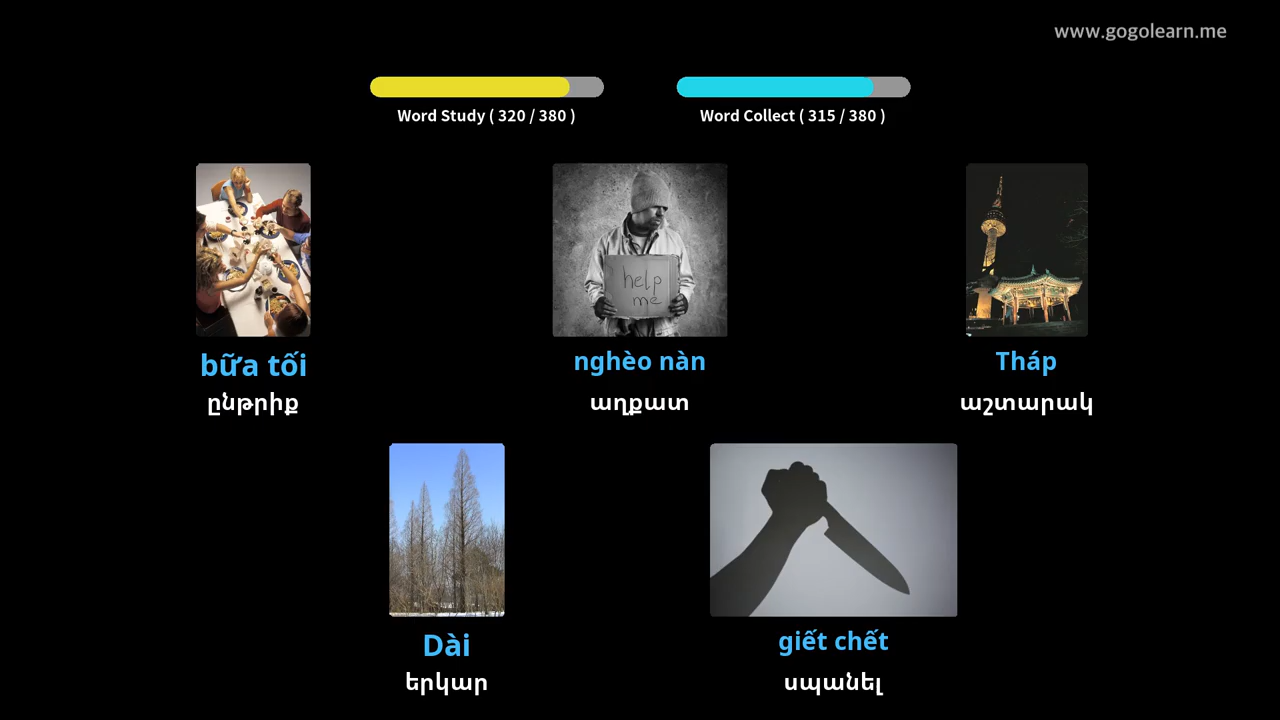 www.gogolearn.me
Word Study ( 320 / 380 )
Word Collect ( 315 / 380 )
help
me
bữa tối
ընթրիք
nghèo nàn
աղքատ
Tháp
աշտարակ
Dài
երկար
giết chết
սպանել